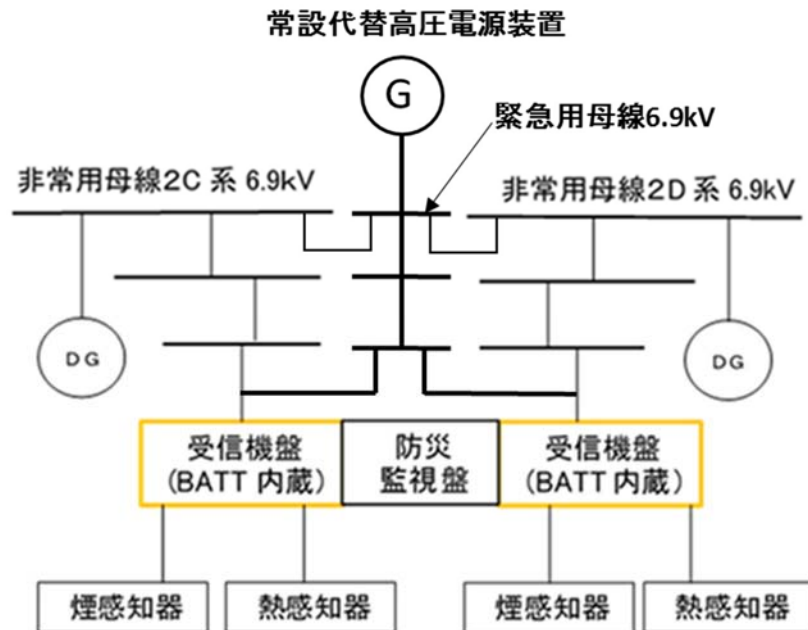 常設代替高圧電源装置
G
緊急用母線6.9kV
非常用母線2C 系 6.9kV
非常用母線2D 系 6.9kV
DG
DG
受信機盤
(BATT 内蔵)
防災
監視盤
受信機盤
(BATT 内蔵)
煙感知器
熱感知器
煙感知器
熱感知器